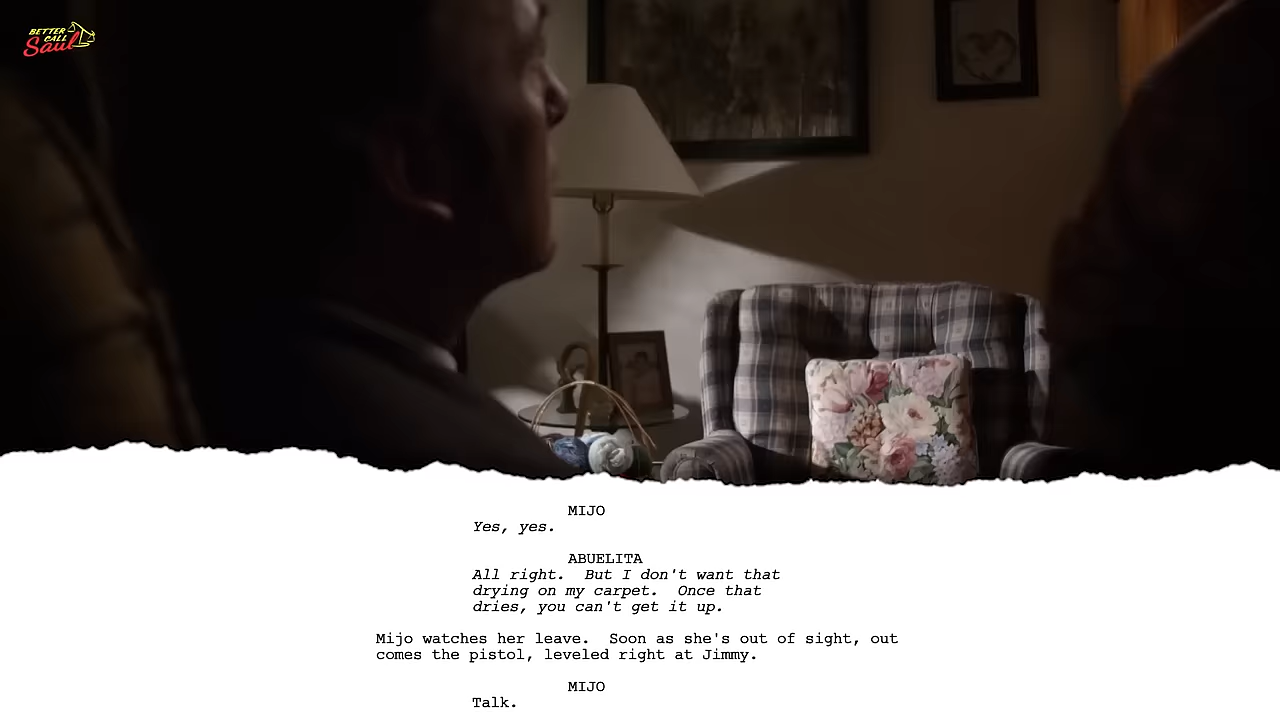 BETTER
CALL
Saul
MIJO
Yes, yes.
ABUELITA
All right.  But I don't want that
drying on my carpet.  Once that
dries, you can't get it up.
Mijo watches her leave.  Soon as she's out of sight, out
comes the pistol, leveled right at Jimmy.
MIJO
Talk.